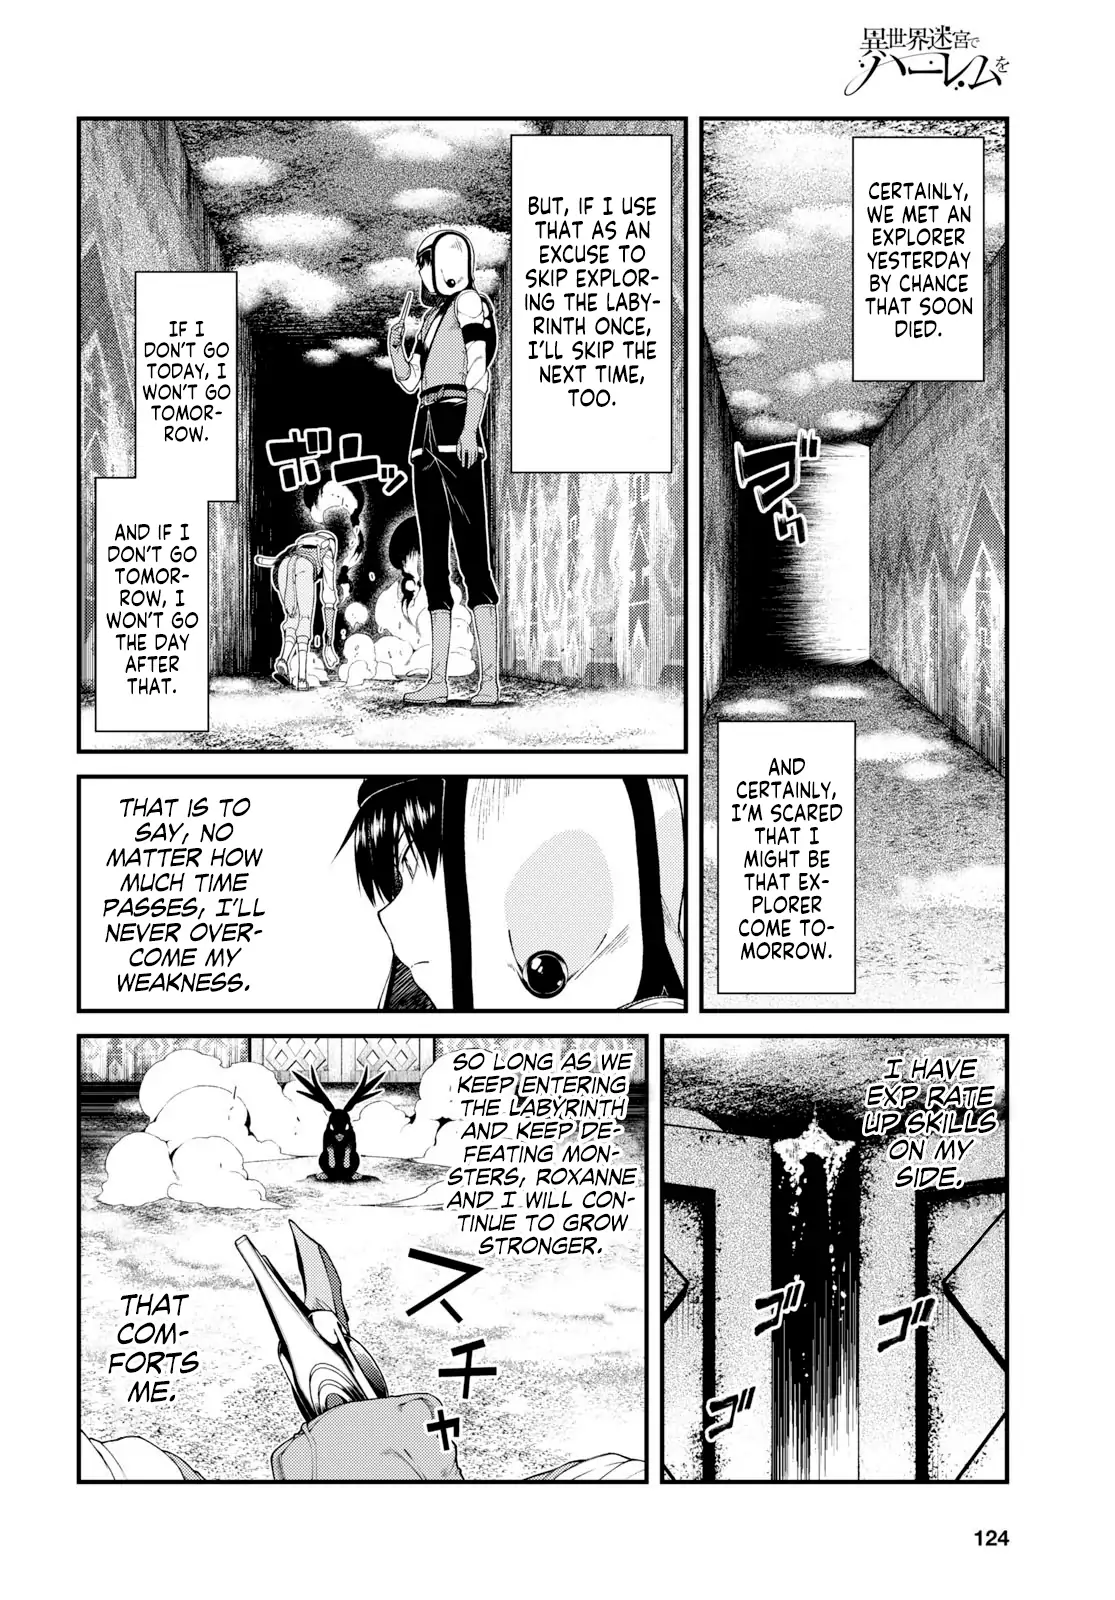 異世界迷宮で
ハーレムを
CERTAINLY,
WE MET AN
EXPLORER
YESTERDAY
BY CHANCE
THAT SOON
DIED.
ゴゴッ
AND
CERTAINLY,
I'M SCARED
THAT I
MIGHT BE
THAT EX-
PLORER
COME TO-
MORROW.
BUT, IF I USE
THAT AS AN
EXCUSE TO
SKIP EXPLOR-
ING THE LABY-
RINTH ONCE,
I'LL SKIP THE
NEXT TIME,
TOO.
ボウッ
IF I
DON'T GO
TODAY, I
WON'T GO
TOMOR-
ROW.
AND IF I
DON'T GO
TOMOR-
ROW, I
WON'T GO
THE DAY
AFTER
THAT.
THAT IS TO
SAY, NO
MATTER HOW
MUCH TIME
PASSES, I'LL
NEVER OVER-
COME MY
WEAKNESS.
I HAVE
EXP RATE
UP SKILLS
ON MY
SIDE.
ゴゴ
ゴゴ
SO LONG AS WE
KEEP ENTERING
THE LABYRINTH
AND KEEP DE-
FEATING MON-
STERS, ROXANNE
AND I WILL CON-
TINUE TO GROW
STRONGER.
スチャ
THAT
COM-
FORTS
ME.
124